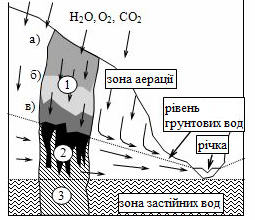 H₂O, O₂, CO₂
а)
б)
1
зона аерації
в)
рівень
грунтових вод
річка
2
3
зона застійних вод